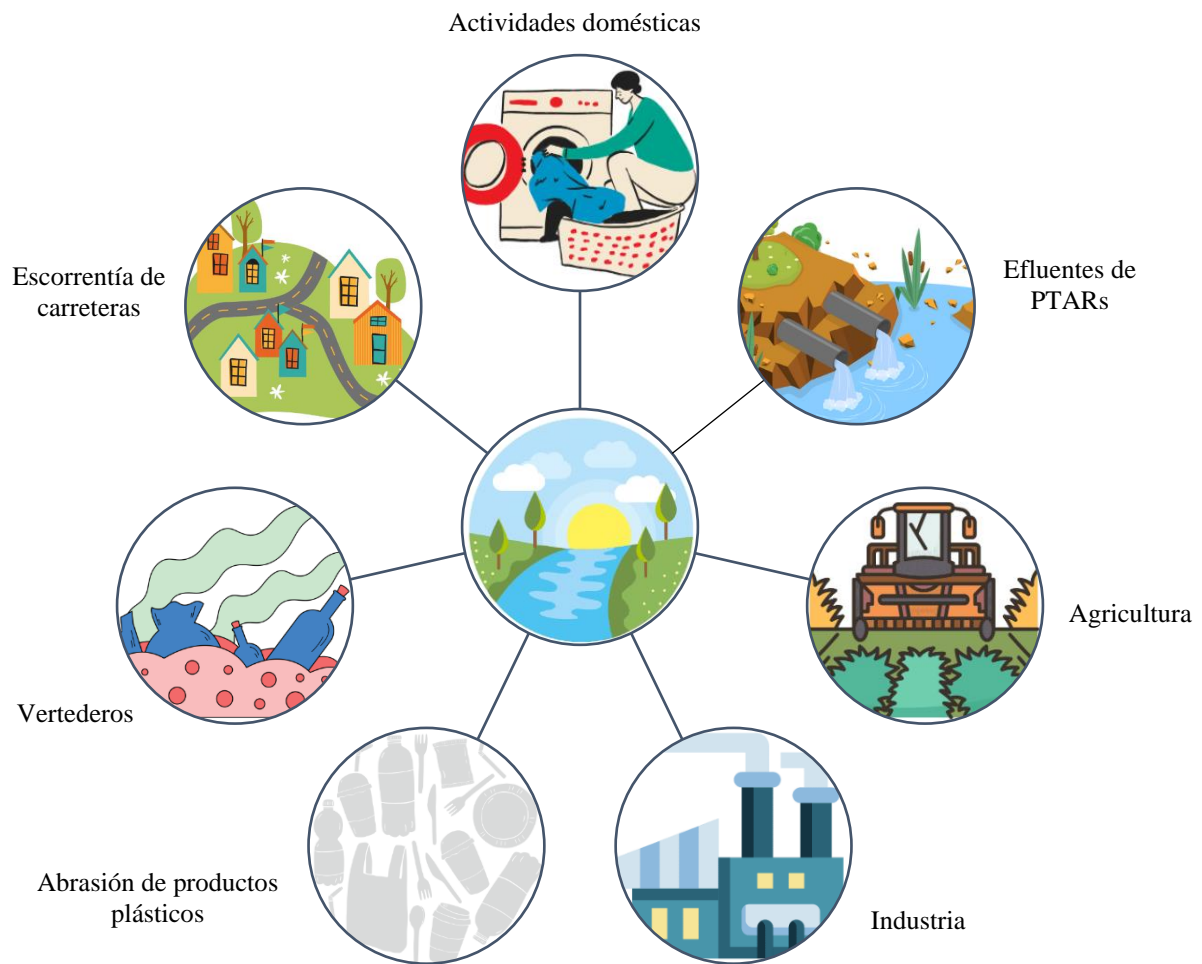 Actividades domésticas
Escorrentía de
carreteras
Efluentes de
PTARs
Agricultura
Vertederos
Abrasión de productos
plásticos
Industria